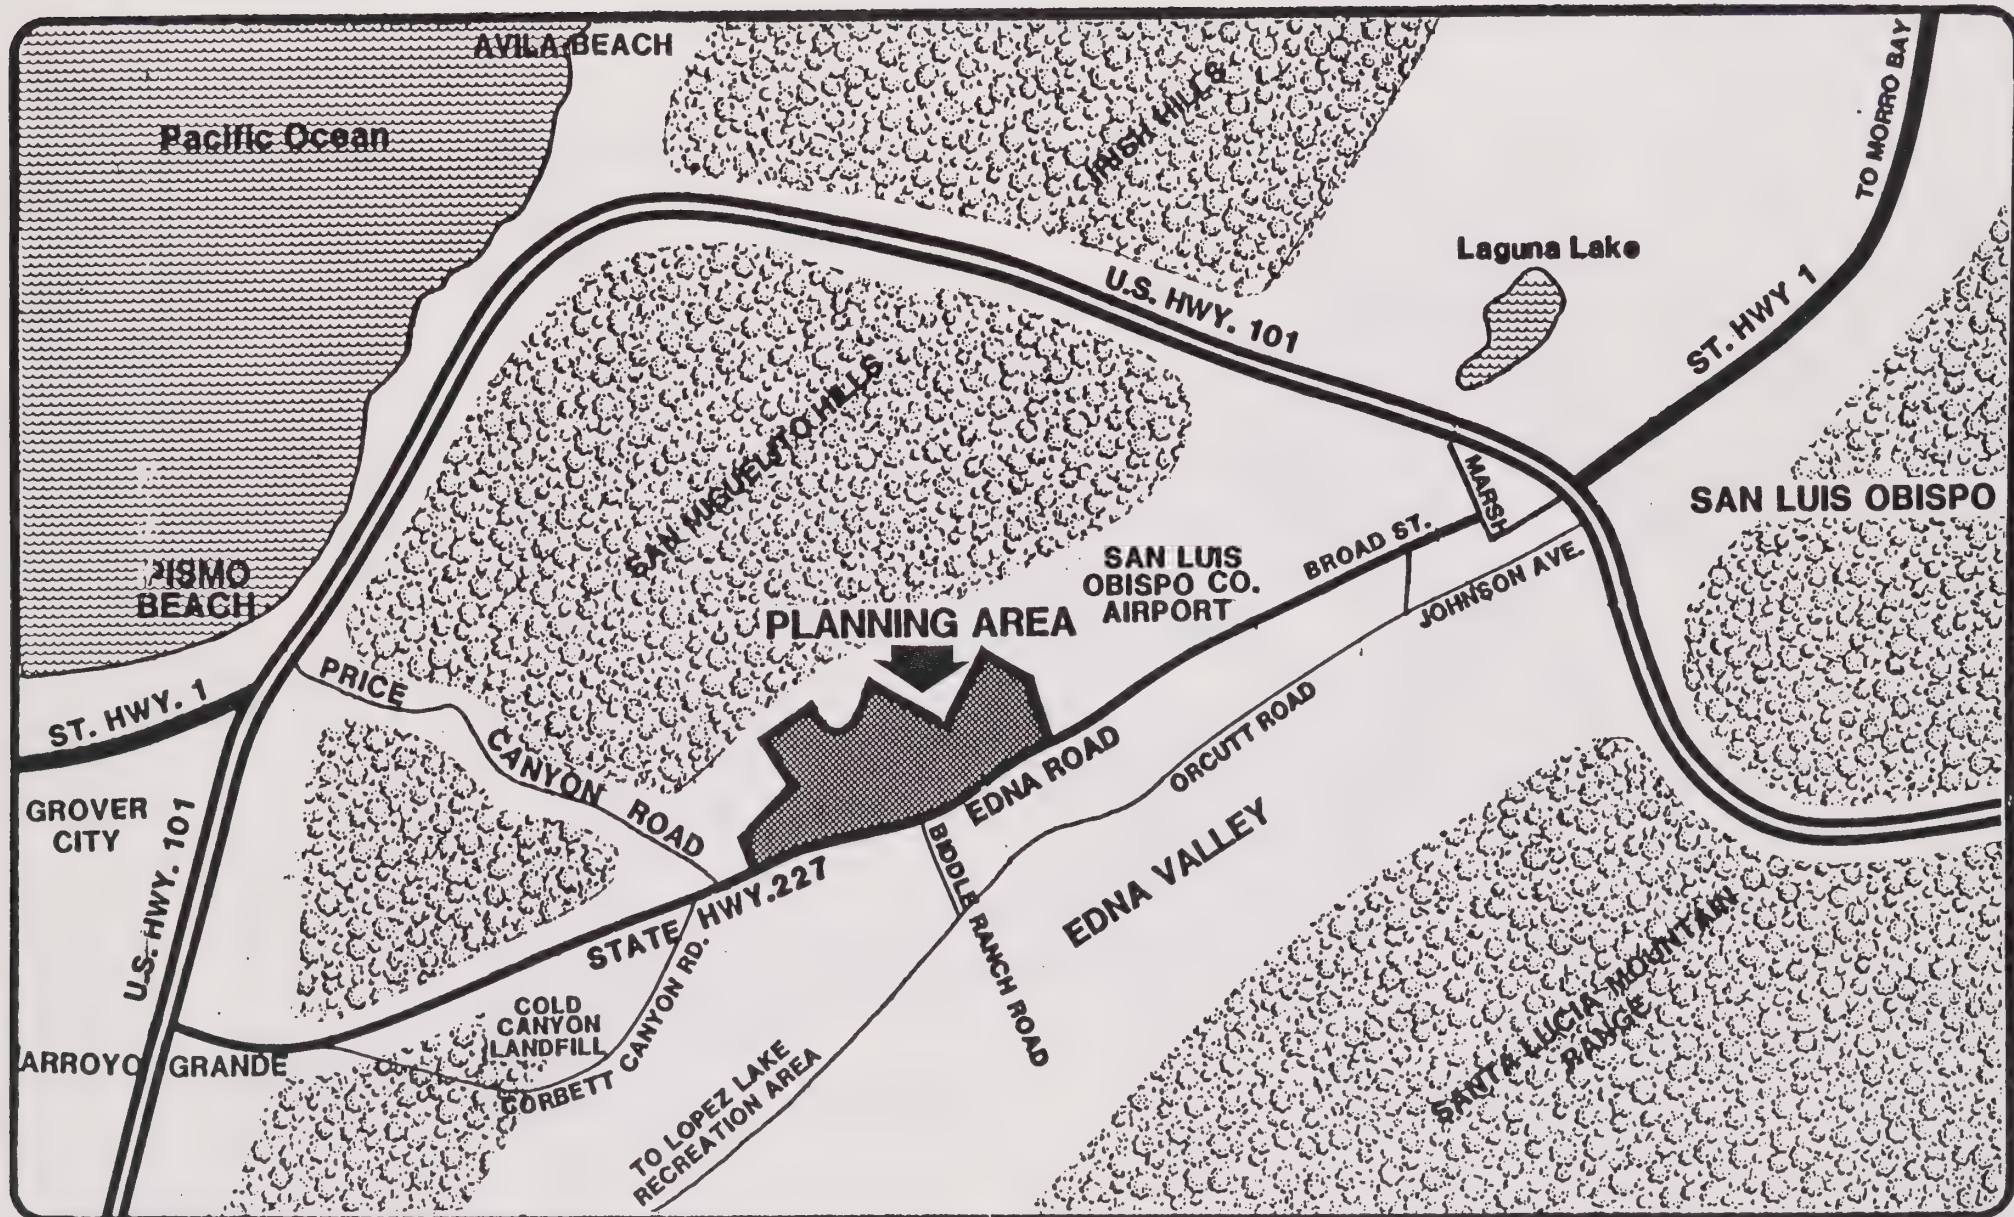 AVILA BEACH
Pacific Ocean
IRISH HILLS
TO MORRO BAY
Laguna Lake
U.S. HWY. 101
ST. HWY 1
SAN MIGUELITO HILLS
MARSH
SAN LUIS OBISPO
BROAD ST.
PISMO
BEACH
SAN LUIS
OBISPO CO.
AIRPORT
JOHNSON AVE.
PLANNING AREA
PRICE
CANYON
ROAD
ST. HWY. 1
ORCUTT ROAD
EDNA ROAD
GROVER
CITY
U.S. HWY. 101
BIDDLE RANCH ROAD
EDNA VALLEY
STATE HWY.227
SANTA LUCIA MOUNTAIN
RANGE
COLD
CANYON
LANDFILL
CORBETT CANYON RD.
ARROYO GRANDE
TO LOPEZ LAKE
RECREATION AREA